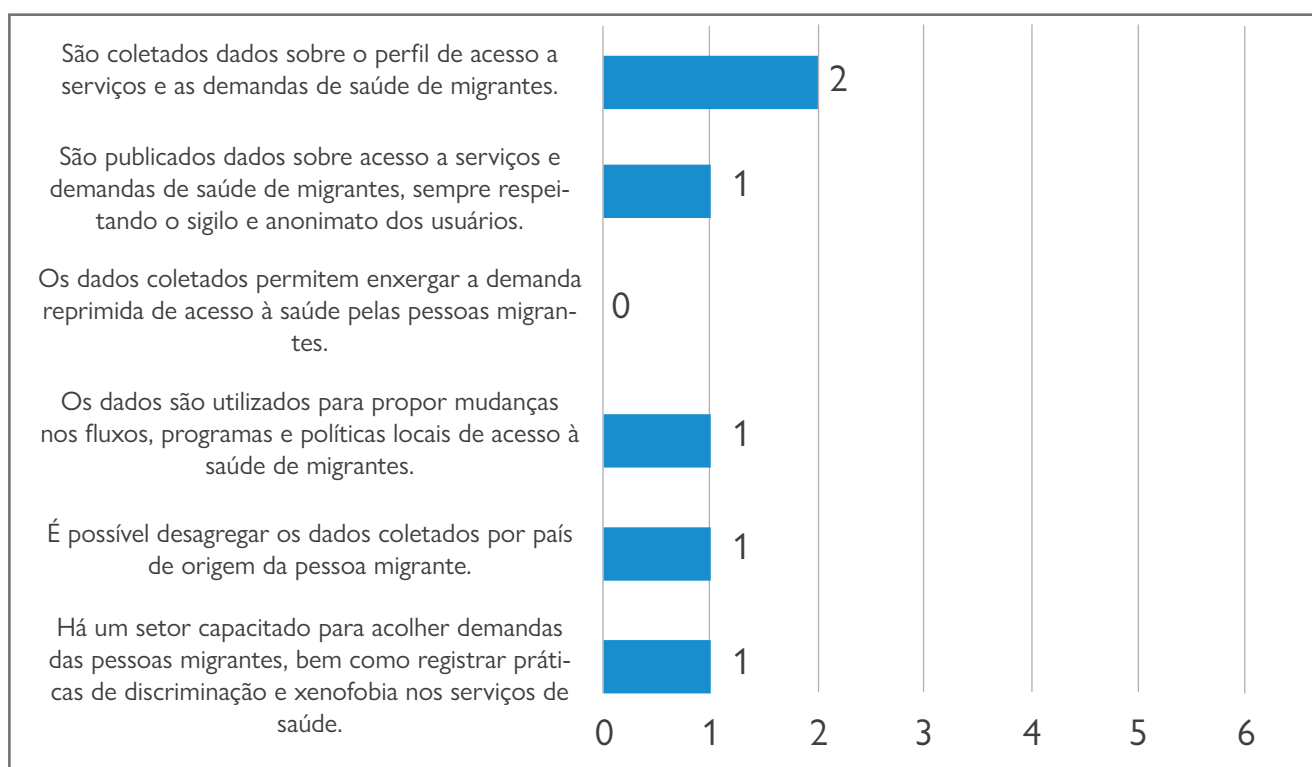 São coletados dados sobre o perfil de acesso a
serviços e as demandas de saúde de migrantes.
2
São publicados dados sobre acesso a serviços e
demandas de saúde de migrantes, sempre respei-
tando o sigilo e anonimato dos usuários.
1
Os dados coletados permitem enxergar a demanda
reprimida de acesso à saúde pelas pessoas migran-
tes.
0
Os dados são utilizados para propor mudanças
nos fluxos, programas e políticas locais de acesso à
saúde de migrantes.
1
É possível desagregar os dados coletados por país
de origem da pessoa migrante.
1
Há um setor capacitado para acolher demandas
das pessoas migrantes, bem como registrar práti-
cas de discriminação e xenofobia nos serviços de
saúde.
1
0 1 2 3 4 5 6